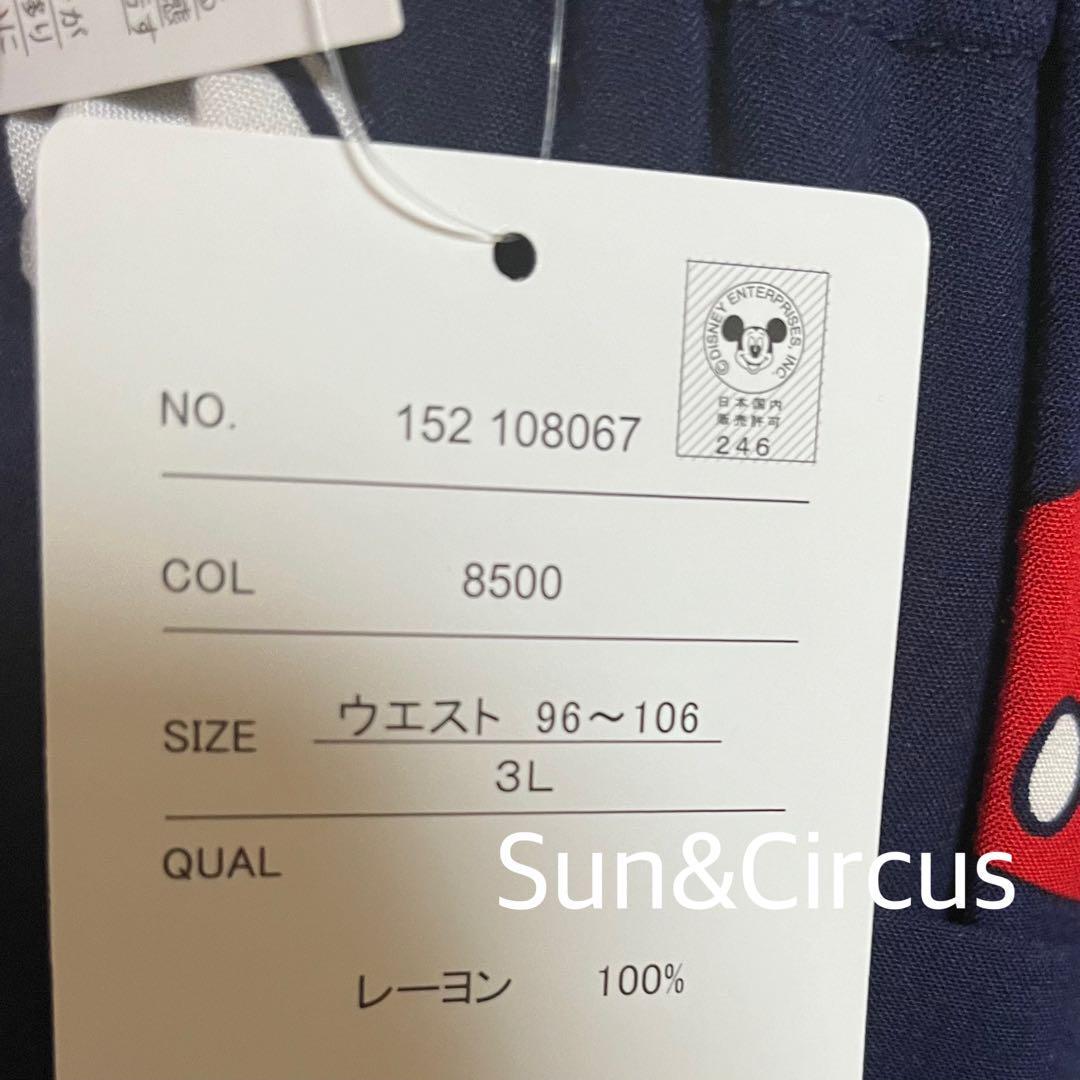 ©DISNEY ENTERPRISES, INC.
日本国内
販売許可
246
NO. 152 108067
COL 8500
SIZE ウエスト 96～106
3L
QUAL
Sun&Circus
レーヨン 100%